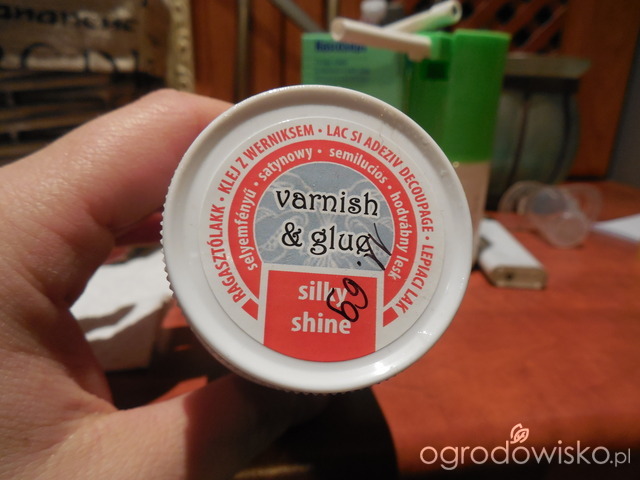 RAGASZTÓLAKK • KLEJ Z WERNIKSEM • LAC SI ADEZIV DECOUPAGE • LEPIACI LAK
selyemfényű • satynowy • semilucios • hodvábny lesk
varnish
& glue
silky
shine
ogrodowisko.pl